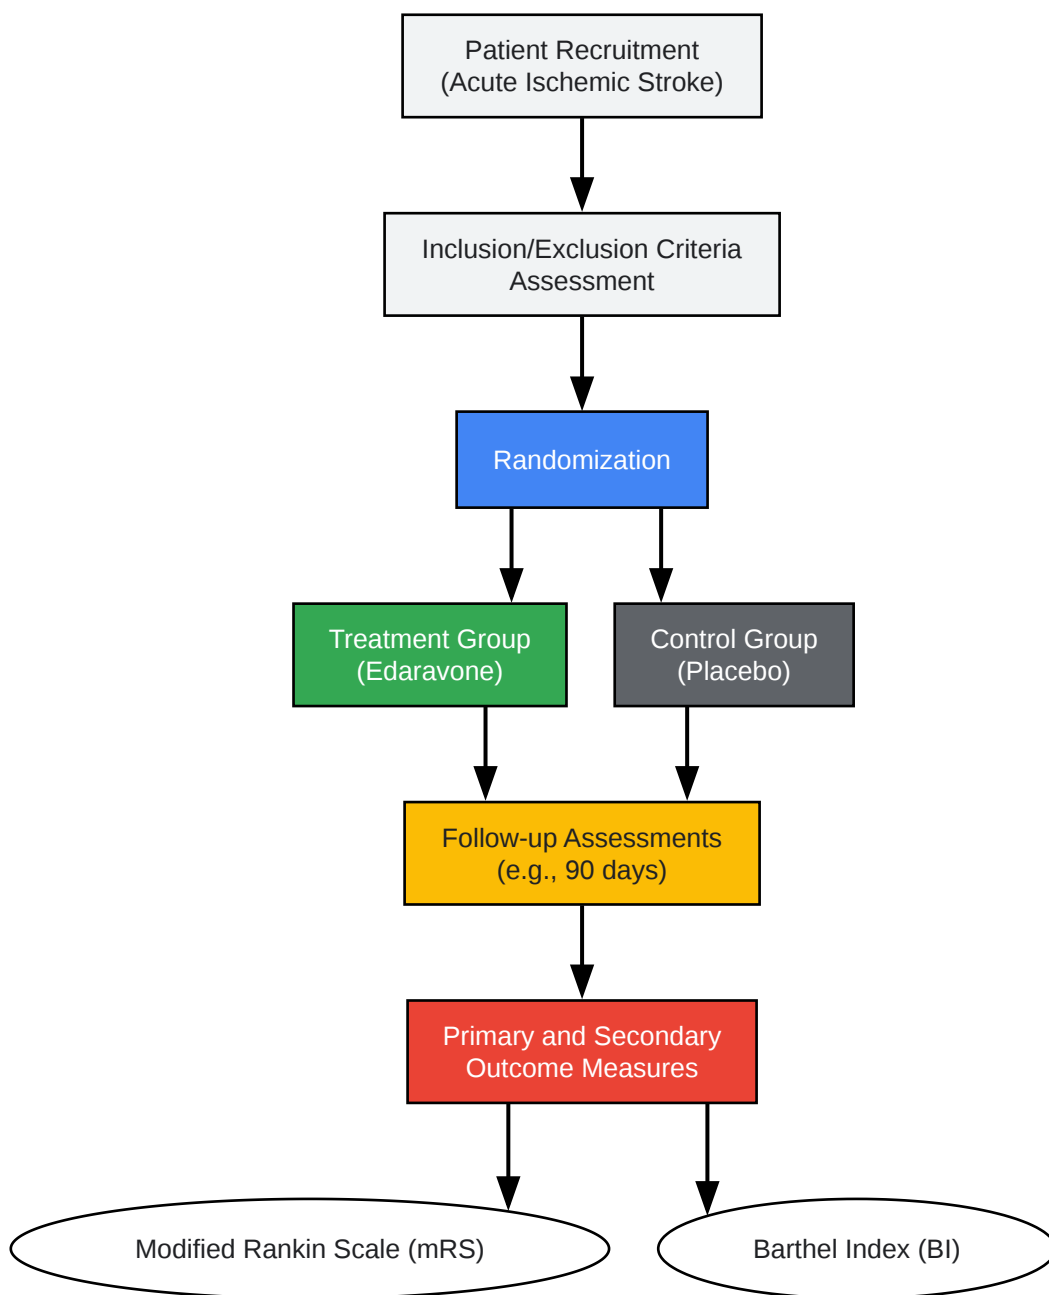 Patient Recruitment
(Acute Ischemic Stroke)
Inclusion/Exclusion Criteria
Assessment
Randomization
Treatment Group
(Edaravone)
Control Group
(Placebo)
Follow-up Assessments
(e.g., 90 days)
Primary and Secondary
Outcome Measures
Modified Rankin Scale (mRS)
Barthel Index (BI)